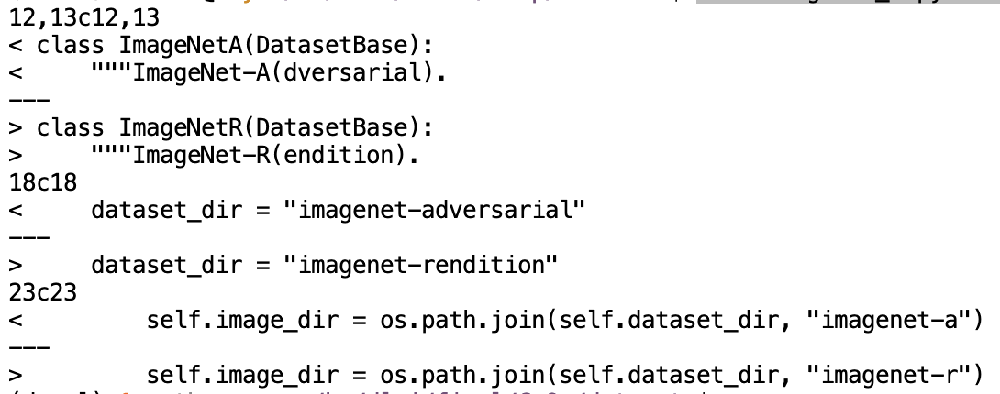 12,13c12,13
< class ImageNetA(DatasetBase):
<     """ImageNet-A(dversarial).
---
> class ImageNetR(DatasetBase):
>     """ImageNet-R(endition).
18c18
<     dataset_dir = "imagenet-adversarial"
---
>     dataset_dir = "imagenet-rendition"
23c23
<         self.image_dir = os.path.join(self.dataset_dir, "imagenet-a")
---
>         self.image_dir = os.path.join(self.dataset_dir, "imagenet-r")